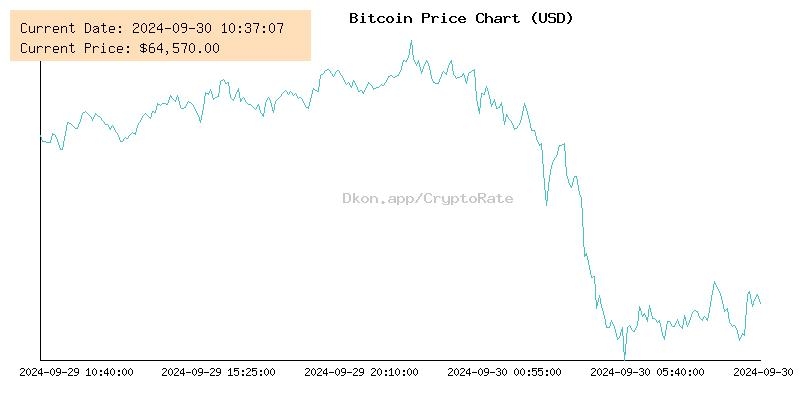 Bitcoin Price Chart (USD)
Current Date: 2024-09-30 10:37:07
Current Price: $64,570.00
Dkon.app/CryptoRate
2024-09-29 10:40:00
2024-09-29 15:25:00
2024-09-29 20:10:00
2024-09-30 00:55:00
2024-09-30 05:40:00
2024-09-30